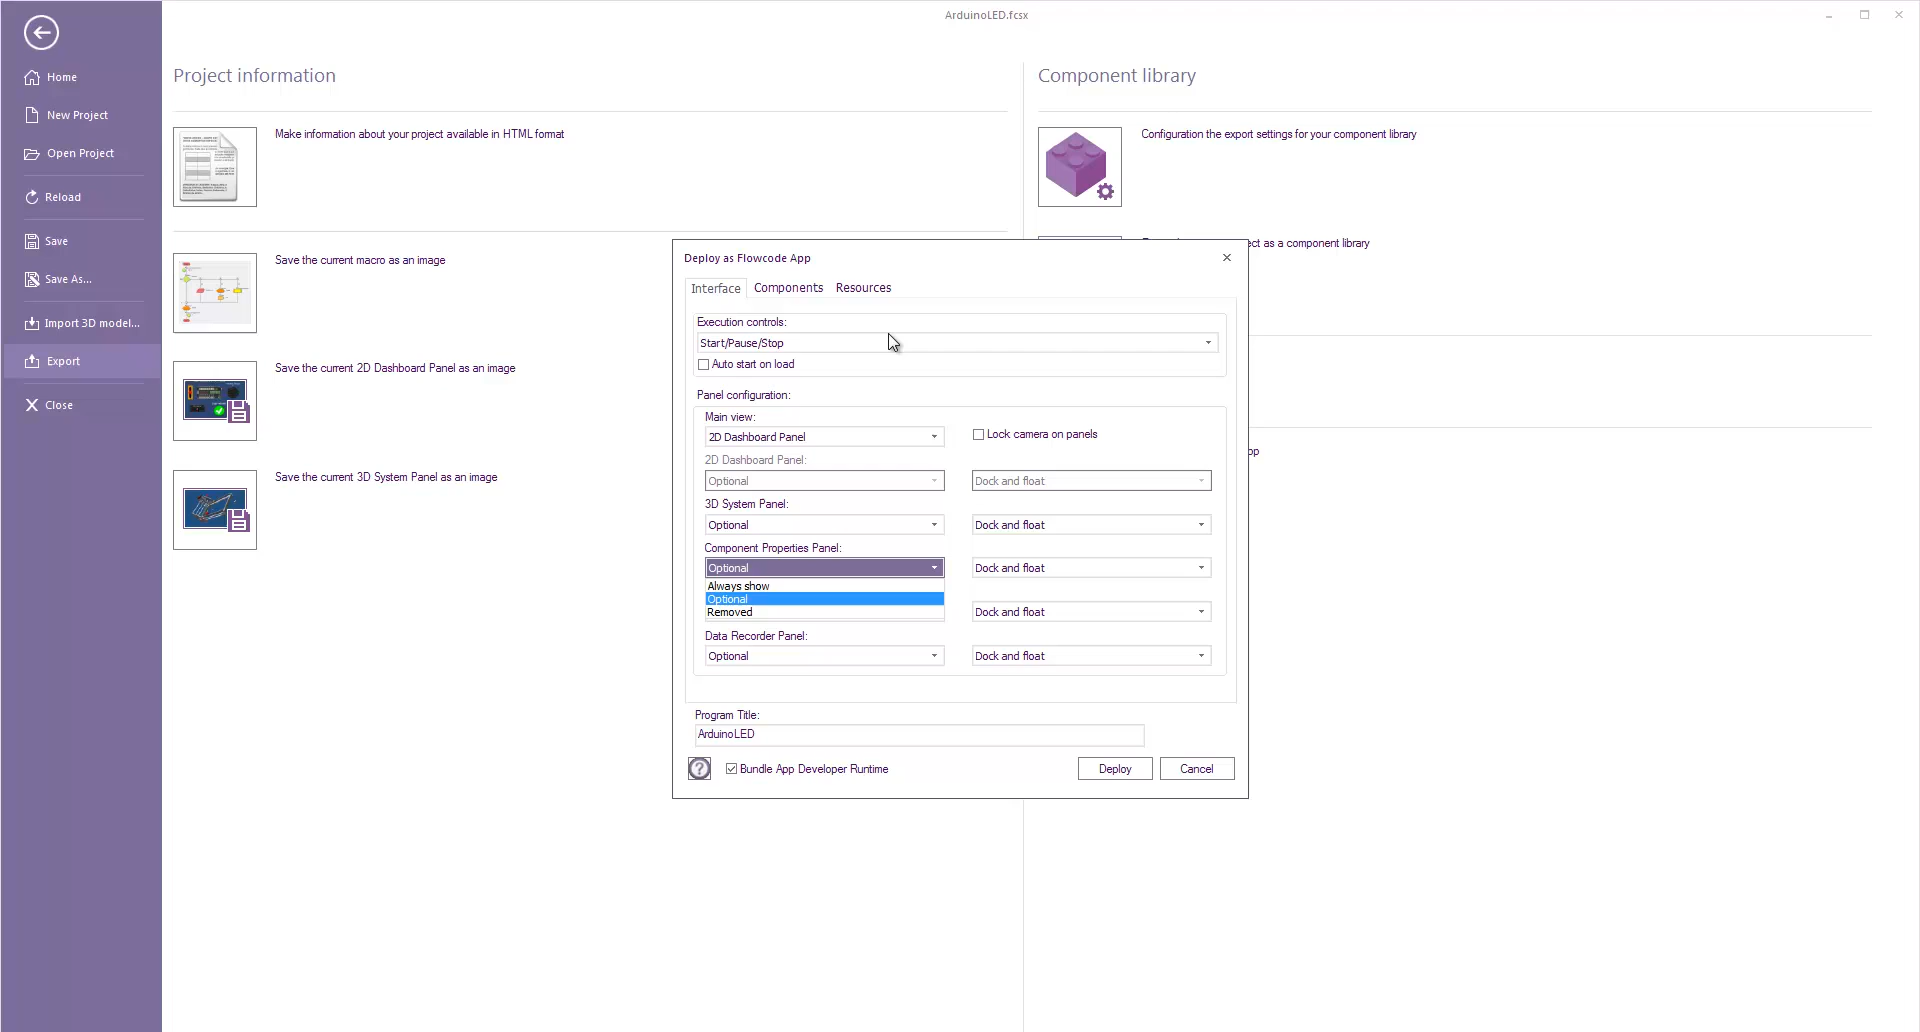 ArduinoLED.fcsx
Home
New Project
Open Project
Reload
Save
Save As...
Import 3D model...
Export
Close
Project information
Make information about your project available in HTML format
Save the current macro as an image
Save the current 2D Dashboard Panel as an image
Save the current 3D System Panel as an image
Component library
Configuration the export settings for your component library
ect as a component library
pp
Deploy as Flowcode App
Interface
Components
Resources
Execution controls:
Start/Pause/Stop
Auto start on load
Panel configuration:
Main view:
2D Dashboard Panel
Lock camera on panels
2D Dashboard Panel:
Optional
Dock and float
3D System Panel:
Optional
Dock and float
Component Properties Panel:
Optional
Dock and float
Always show
Optional
Removed
Dock and float
Data Recorder Panel:
Optional
Dock and float
Program Title:
ArduinoLED
Bundle App Developer Runtime
Deploy
Cancel